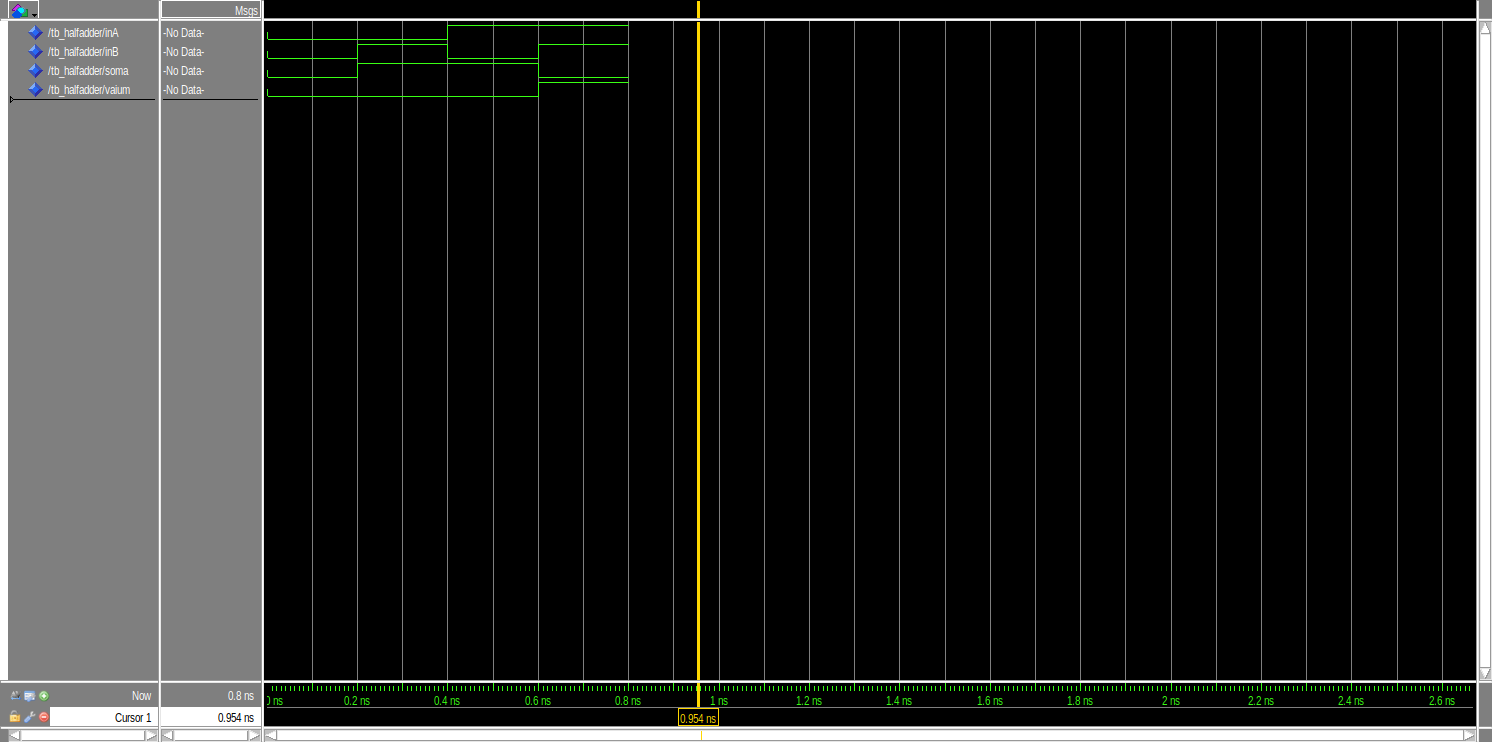 Msgs
/tb_halfadder/inA -No Data-
/tb_halfadder/inB -No Data-
/tb_halfadder/soma -No Data-
/tb_halfadder/vaium -No Data-
Now 0.8 ns
ns 0.2 ns 0.4 ns 0.6 ns 0.8 ns 1 ns 1.2 ns 1.4 ns 1.6 ns 1.8 ns 2 ns 2.2 ns 2.4 ns 2.6 ns
Cursor 1 0.954 ns 0.954 ns